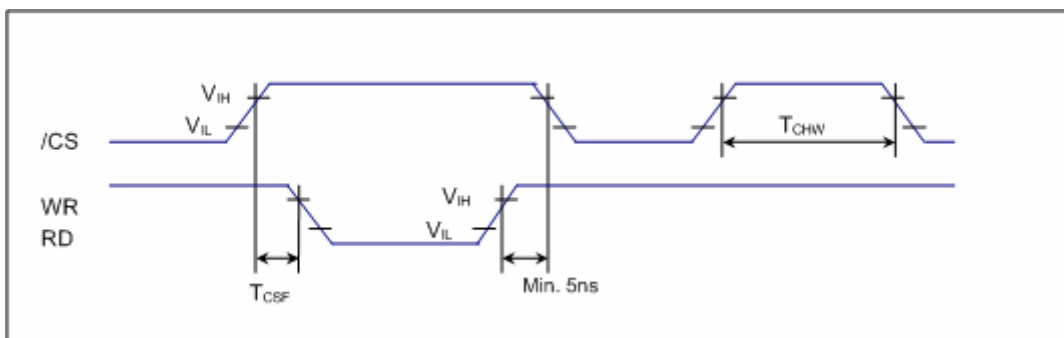 VIH
VIL
/CS
TCHW
WR
RD
VIH
VIL
TCSF
Min. 5ns